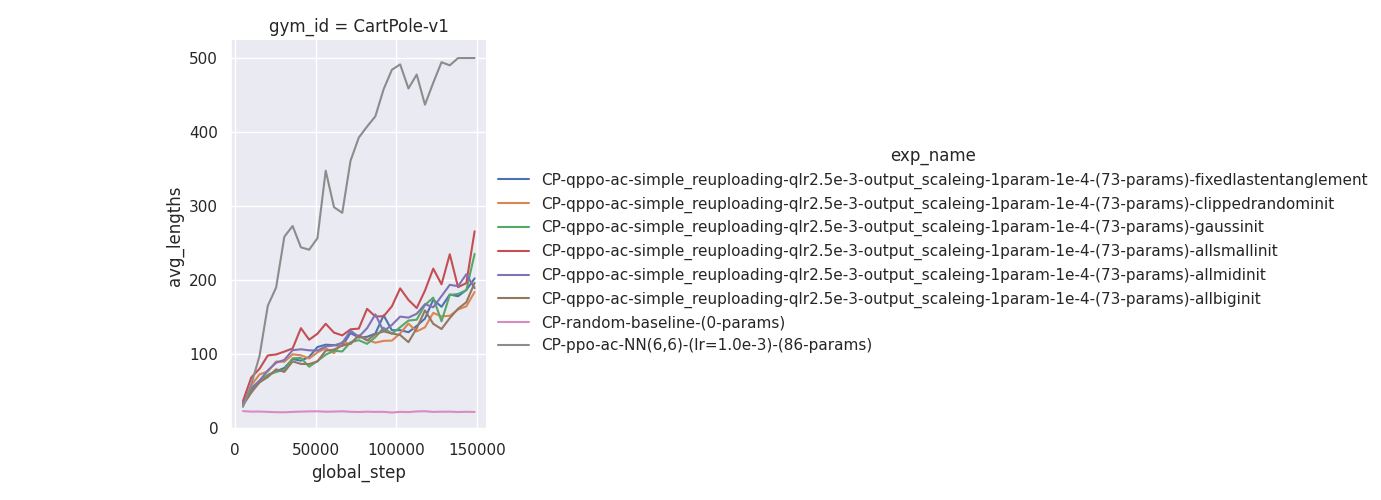 gym_id = CartPole-v1
500
400
300
200
100
0
avg_lengths
0 50000 100000 150000
global_step
exp_name
CP-qppo-ac-simple_reuploading-qlr2.5e-3-output_scaleing-1param-1e-4-(73-params)-fixedlastentanglement
CP-qppo-ac-simple_reuploading-qlr2.5e-3-output_scaleing-1param-1e-4-(73-params)-clippedrandominit
CP-qppo-ac-simple_reuploading-qlr2.5e-3-output_scaleing-1param-1e-4-(73-params)-gaussinit
CP-qppo-ac-simple_reuploading-qlr2.5e-3-output_scaleing-1param-1e-4-(73-params)-allsmallinit
CP-qppo-ac-simple_reuploading-qlr2.5e-3-output_scaleing-1param-1e-4-(73-params)-allmidinit
CP-qppo-ac-simple_reuploading-qlr2.5e-3-output_scaleing-1param-1e-4-(73-params)-allbiginit
CP-random-baseline-(0-params)
CP-ppo-ac-NN(6,6)-(lr=1.0e-3)-(86-params)